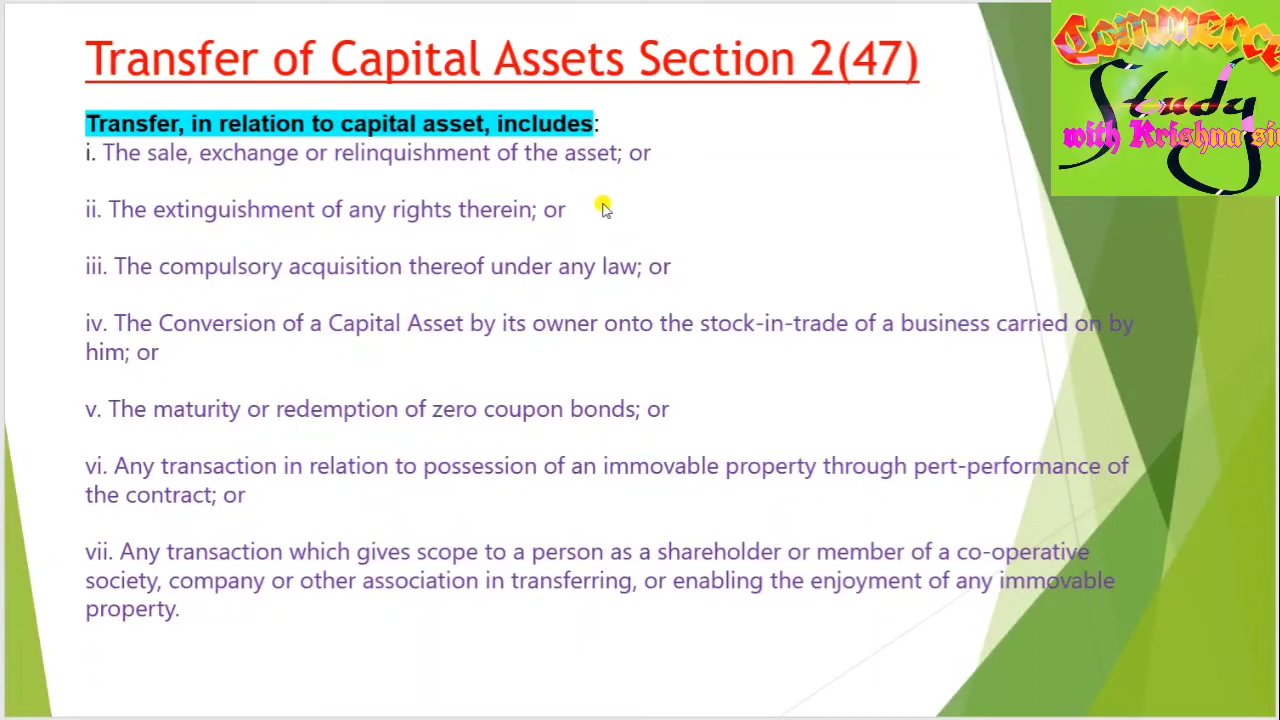 Transfer of Capital Assets Section 2(47)
Commerce
Study
with Krishna si
Transfer, in relation to capital asset, includes:
i. The sale, exchange or relinquishment of the asset; or
ii. The extinguishment of any rights therein; or
iii. The compulsory acquisition thereof under any law; or
iv. The Conversion of a Capital Asset by its owner onto the stock-in-trade of a business carried on by
him; or
v. The maturity or redemption of zero coupon bonds; or
vi. Any transaction in relation to possession of an immovable property through pert-performance of
the contract; or
vii. Any transaction which gives scope to a person as a shareholder or member of a co-operative
society, company or other association in transferring, or enabling the enjoyment of any immovable
property.